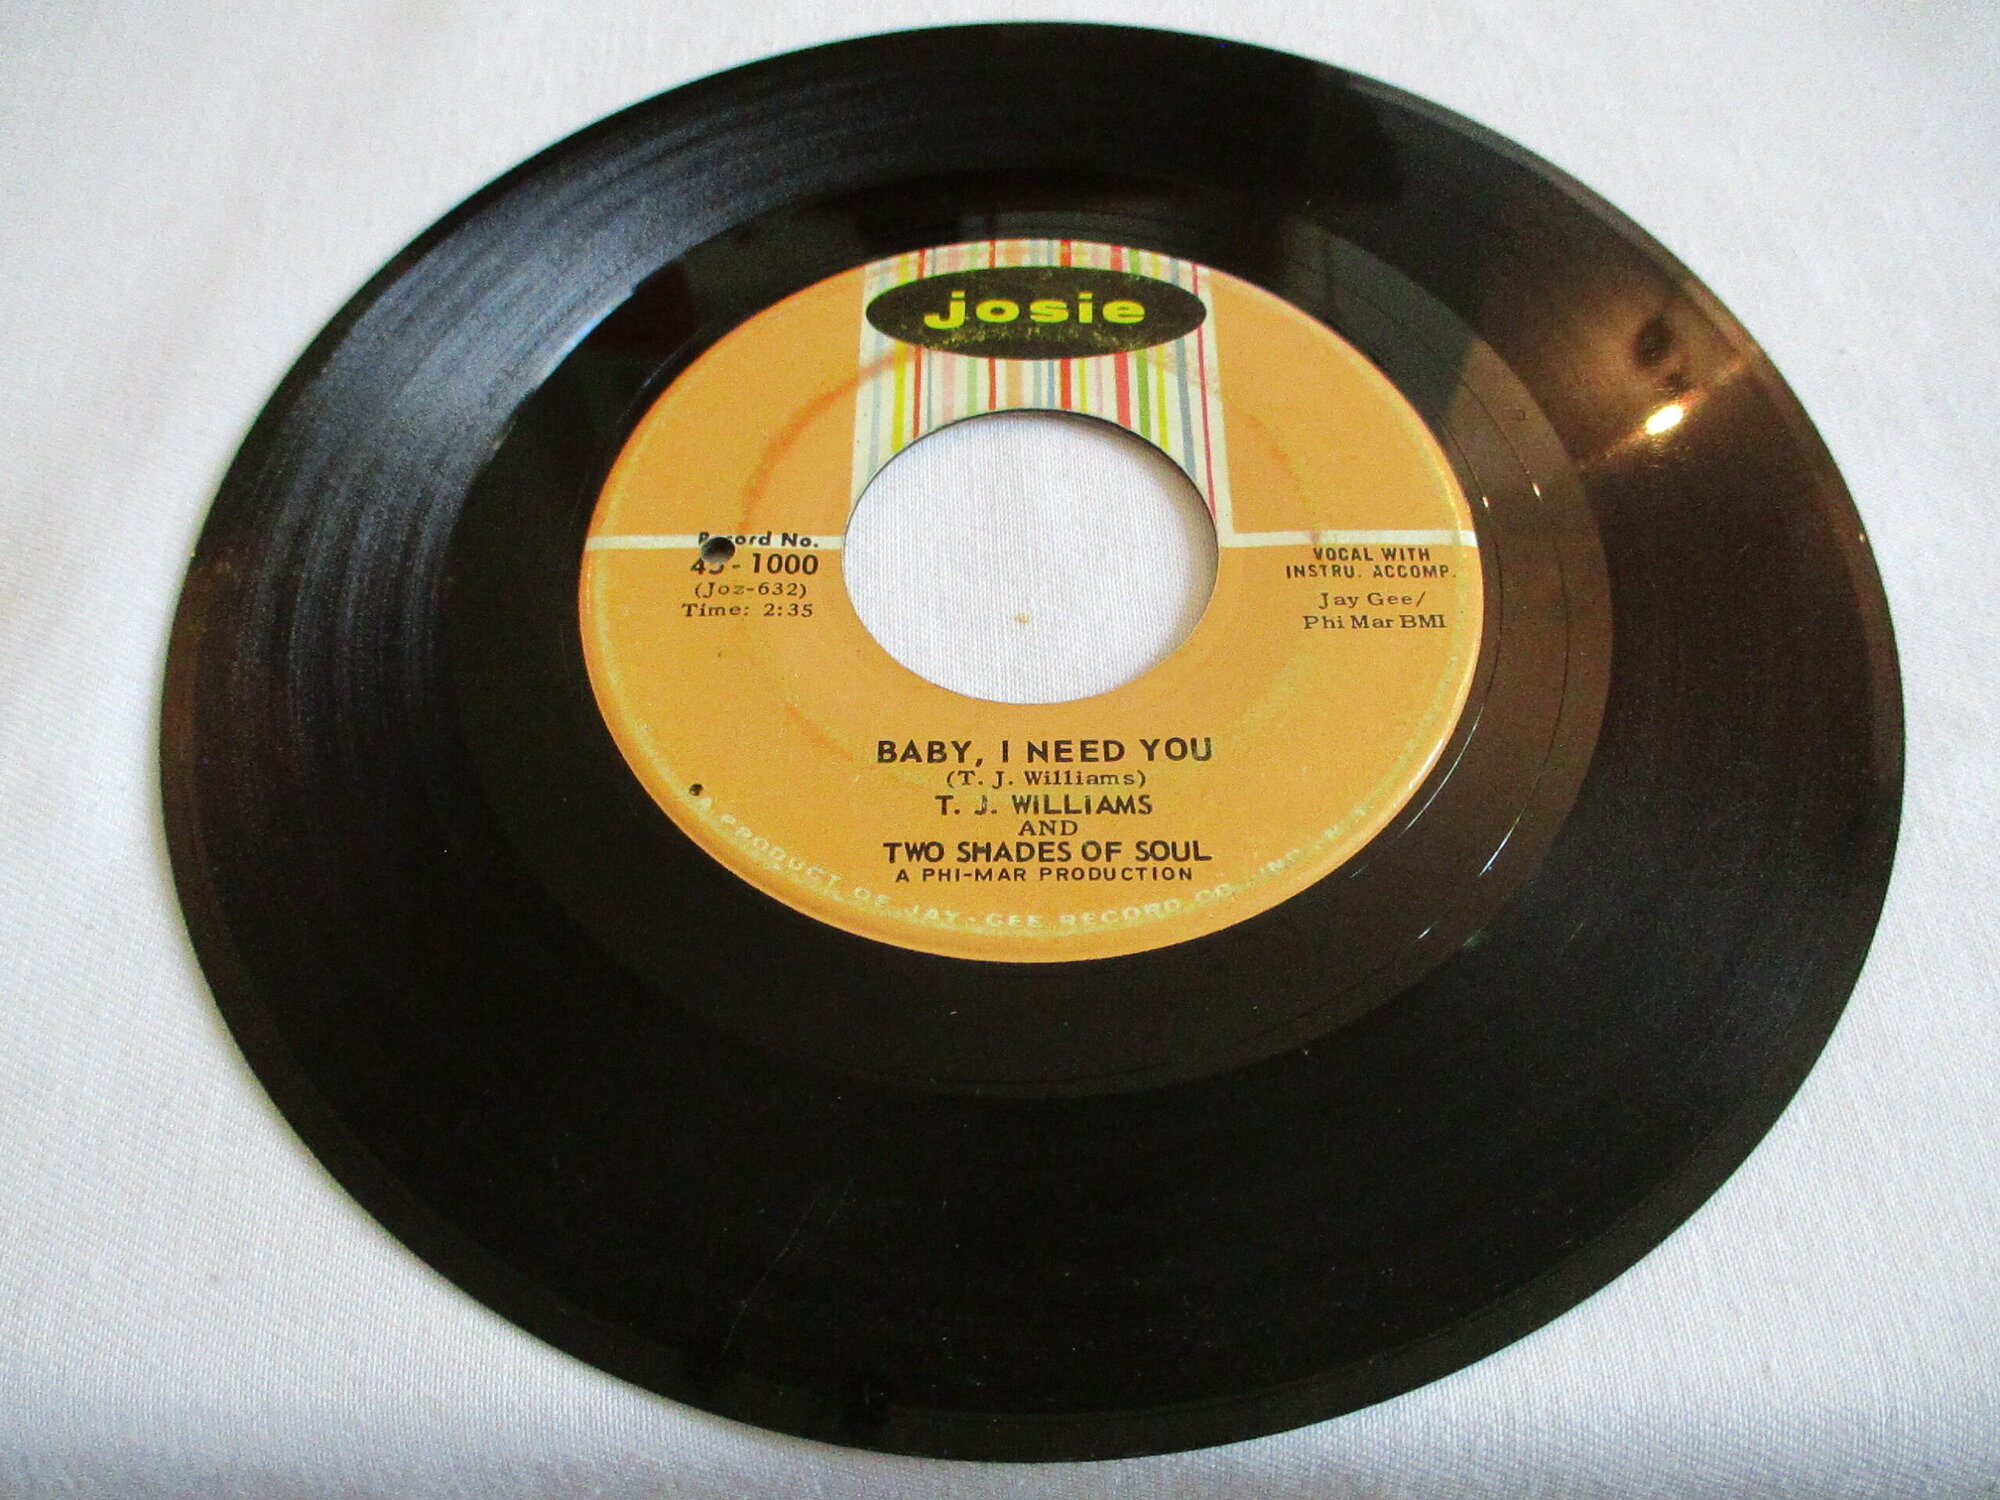 josie
Record No.
45-1000
(Joz-632)
Time: 2:35
VOCAL WITH
INSTRU. ACCOMP.
Jay Gee/
Phi Mar BMI
BABY, I NEED YOU
(T. J. Williams)
T. J. WILLIAMS
AND
TWO SHADES OF SOUL
A PHI-MAR PRODUCTION
A PRODUCT OF JAY-GEE RECORD CO., INC.